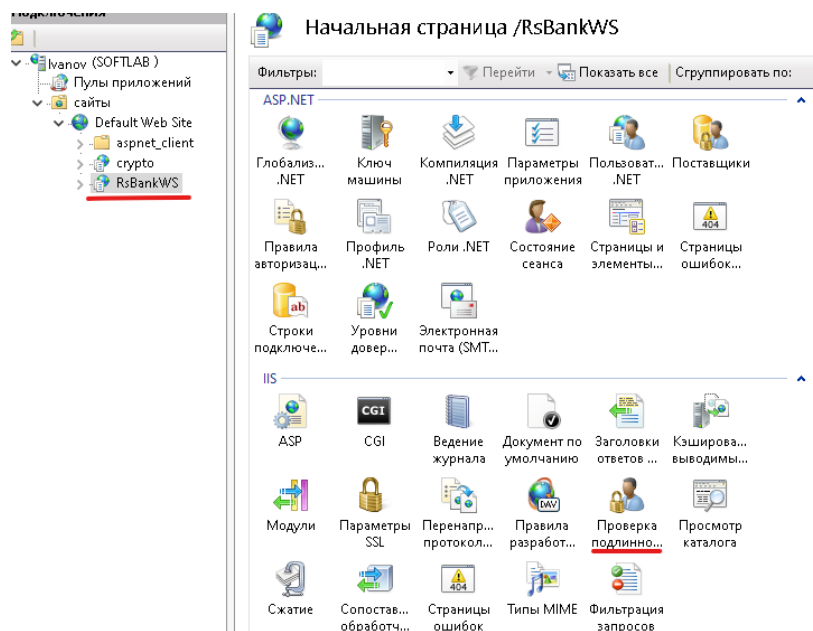 Подключения
Ivanov (SOFTLAB )
Пулы приложений
сайты
Default Web Site
aspnet_client
crypto
RsBankWS
Начальная страница /RsBankWS
Фильтры: Перейти Показать все Сгруппировать по:
ASP.NET
Глобализ... Ключ Компиляция Параметры Пользоват... Поставщики
.NET машины .NET приложения .NET
Правила Профиль Роли .NET Состояние Страницы и Страницы
авторизац... .NET сеанса элементы... ошибок...
Строки Уровни Электронная
подключе... довер... почта (SMT...
IIS
ASP CGI Ведение Документ по Заголовки Кэширова...
журнала умолчанию ответов ... выводимы...
Модули Параметры Перенапр... Правила Проверка Просмотр
SSL протокол... разработ... подлинно... каталога
Сжатие Сопостав... Страницы Типы MIME Фильтрация
обработч... ошибок запросов